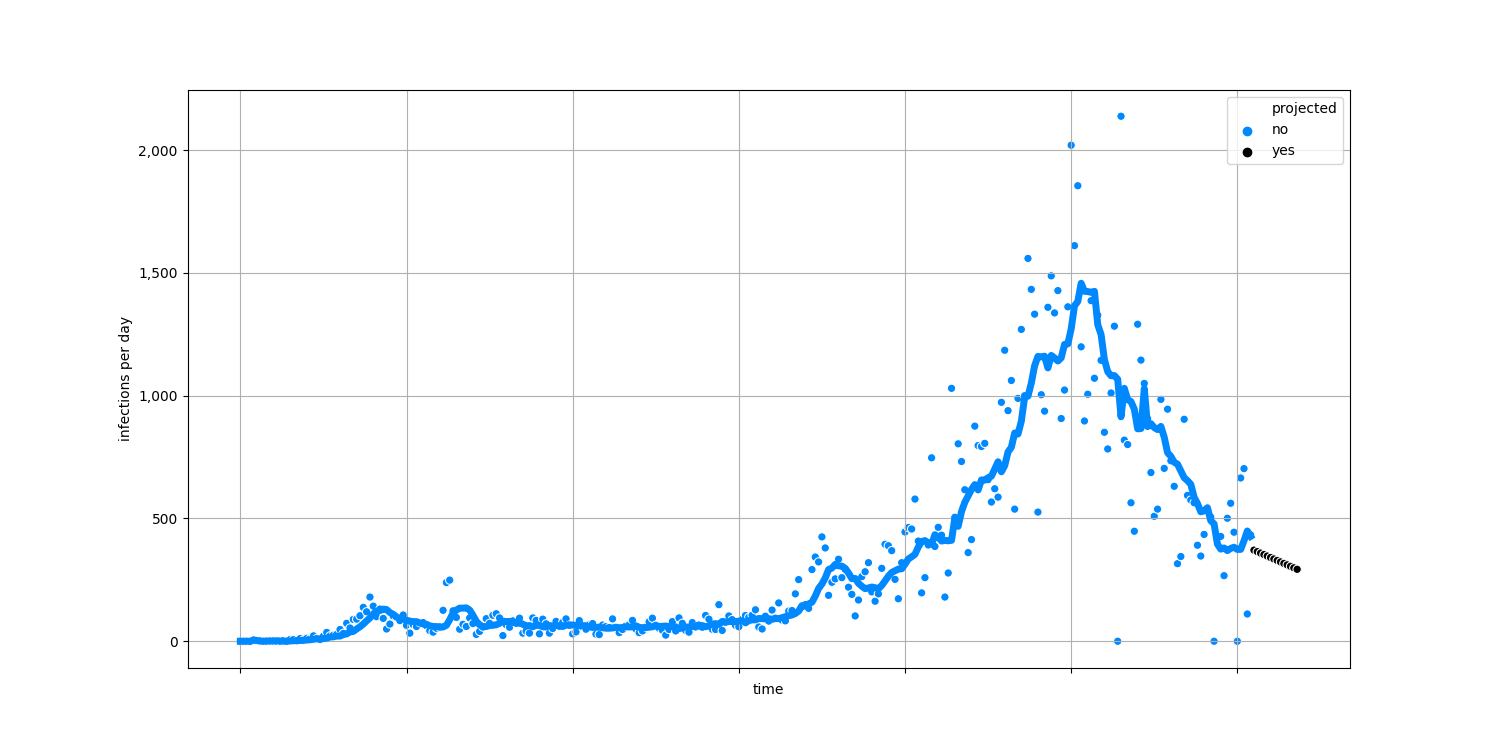 projected
no
yes
2,000
1,500
1,000
500
0
infections per day
time